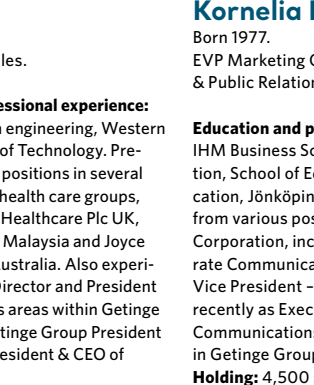 les.
essional experience:
engineering, Western
of Technology. Pre-
positions in several
health care groups,
Healthcare Plc UK,
Malaysia and Joyce
ustralia. Also experi-
Director and President
s areas within Getinge
etinge Group President
esident & CEO of
Kornelia
Born 1977.
EVP Marketing
& Public Relation
Education and p
IHM Business Sc
tion, School of E
cation, Jönköpin
from various pos
Corporation, inc
rate Communica
Vice President –
recently as Exec
Communications
in Getinge Group
Holding: 4,500